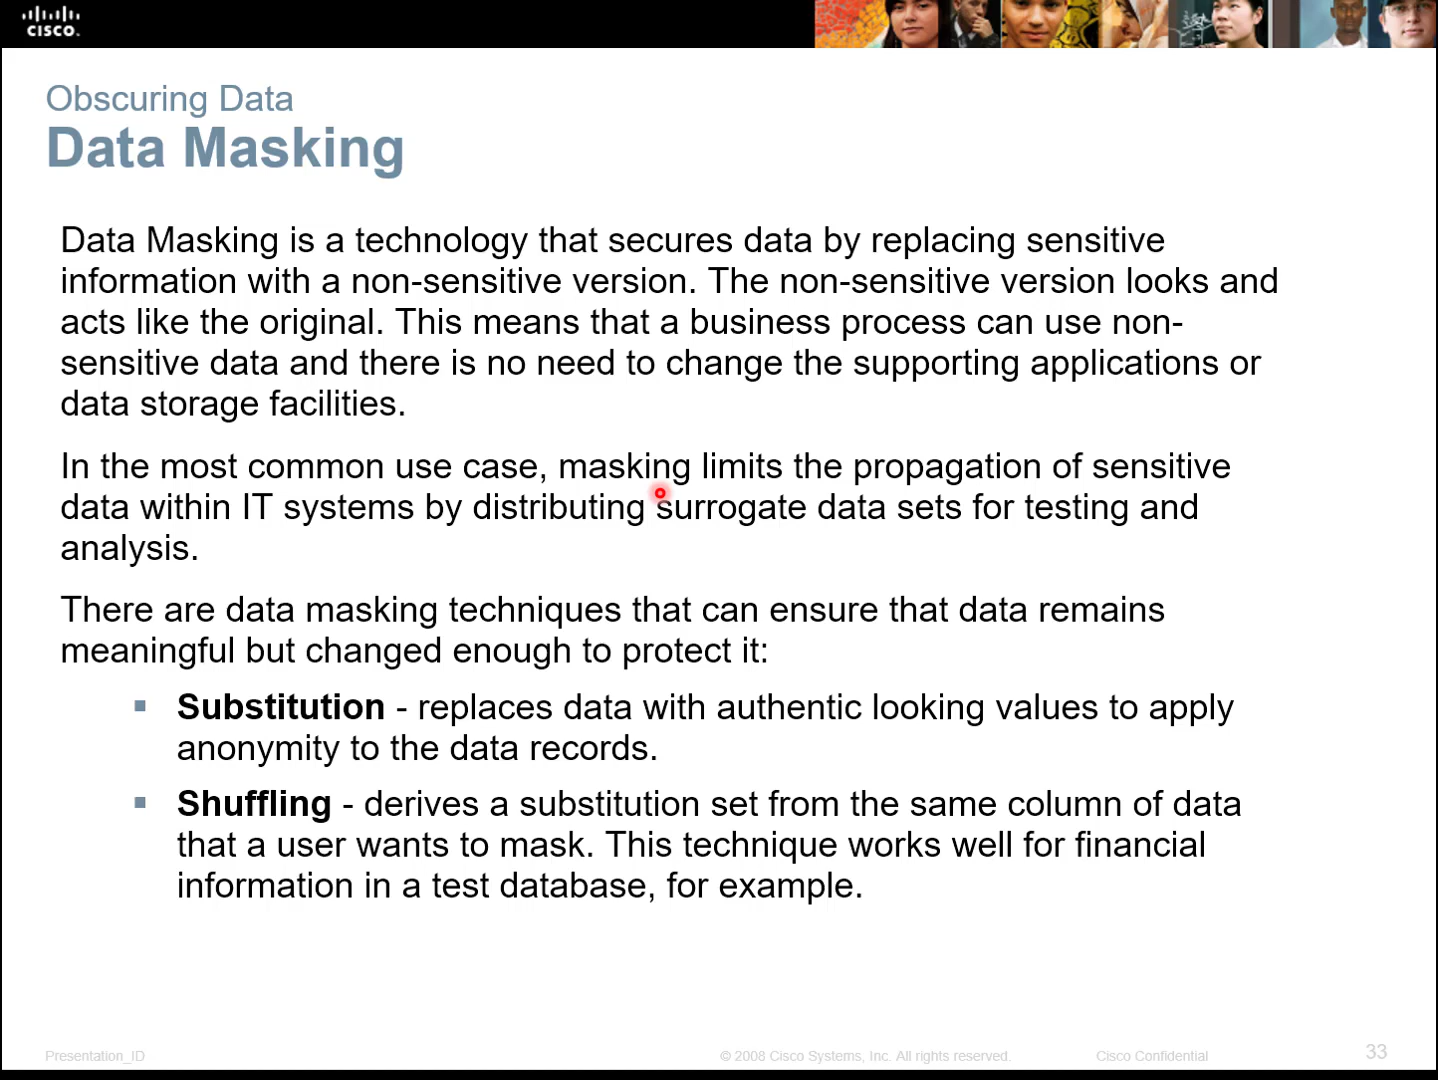 CISCO.
Obscuring Data
Data Masking
Data Masking is a technology that secures data by replacing sensitive
information with a non-sensitive version. The non-sensitive version looks and
acts like the original. This means that a business process can use non-
sensitive data and there is no need to change the supporting applications or
data storage facilities.
In the most common use case, masking limits the propagation of sensitive
data within IT systems by distributing surrogate data sets for testing and
analysis.
There are data masking techniques that can ensure that data remains
meaningful but changed enough to protect it:
▪ Substitution - replaces data with authentic looking values to apply
anonymity to the data records.
▪ Shuffling - derives a substitution set from the same column of data
that a user wants to mask. This technique works well for financial
information in a test database, for example.
Presentation_ID
© 2008 Cisco Systems, Inc. All rights reserved.
Cisco Confidential
33